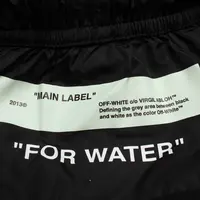 "MAIN LABEL"
2013®
OFF-WHITE c/o VIRGIL ABLOH™
Defining the grey area between black
and white as the color Off-White™
"FOR WATER"